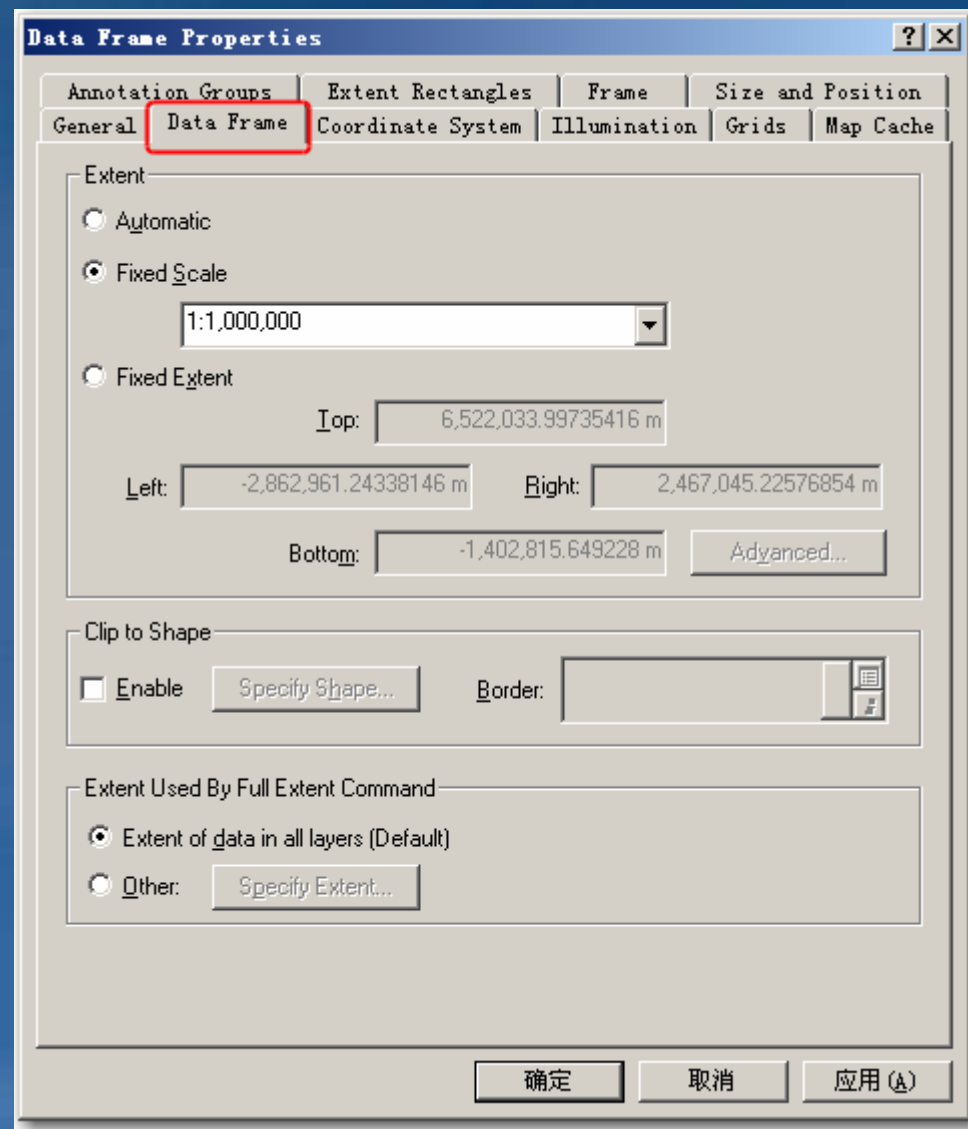 Data Frame Properties
Annotation Groups Extent Rectangles Frame Size and Position
General Data Frame Coordinate System Illumination Grids Map Cache
Extent
Automatic
Fixed Scale
1:1,000,000
Fixed Extent
Top: 6,522,033.99735416 m
Left: -2,862,961.24338146 m Right: 2,467,045.22576854 m
Bottom: -1,402,815.649228 m Advanced...
Clip to Shape
Enable Specify Shape... Border:
Extent Used By Full Extent Command
Extent of data in all layers (Default)
Other: Specify Extent...
确定 取消 应用(A)